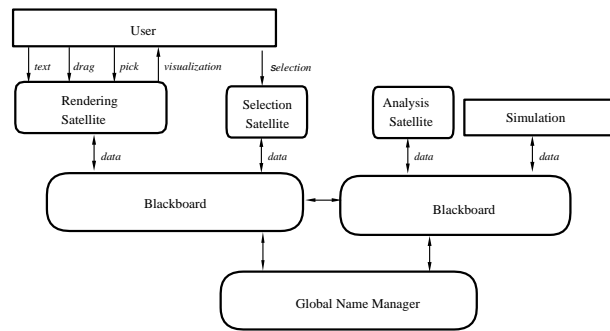 User
text drag pick visualization selection
Rendering
Satellite
Selection
Satellite
Analysis
Satellite
Simulation
data data data data
Blackboard Blackboard
Global Name Manager